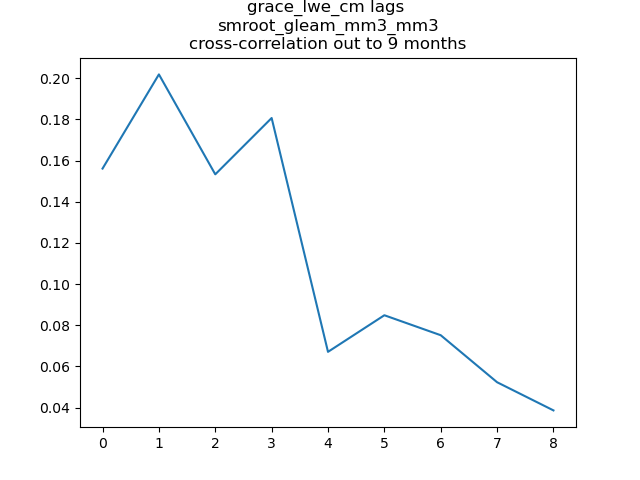 grace_lwe_cm lags
smroot_gleam_mm3_mm3
cross-correlation out to 9 months
0.20
0.18
0.16
0.14
0.12
0.10
0.08
0.06
0.04
0 1 2 3 4 5 6 7 8